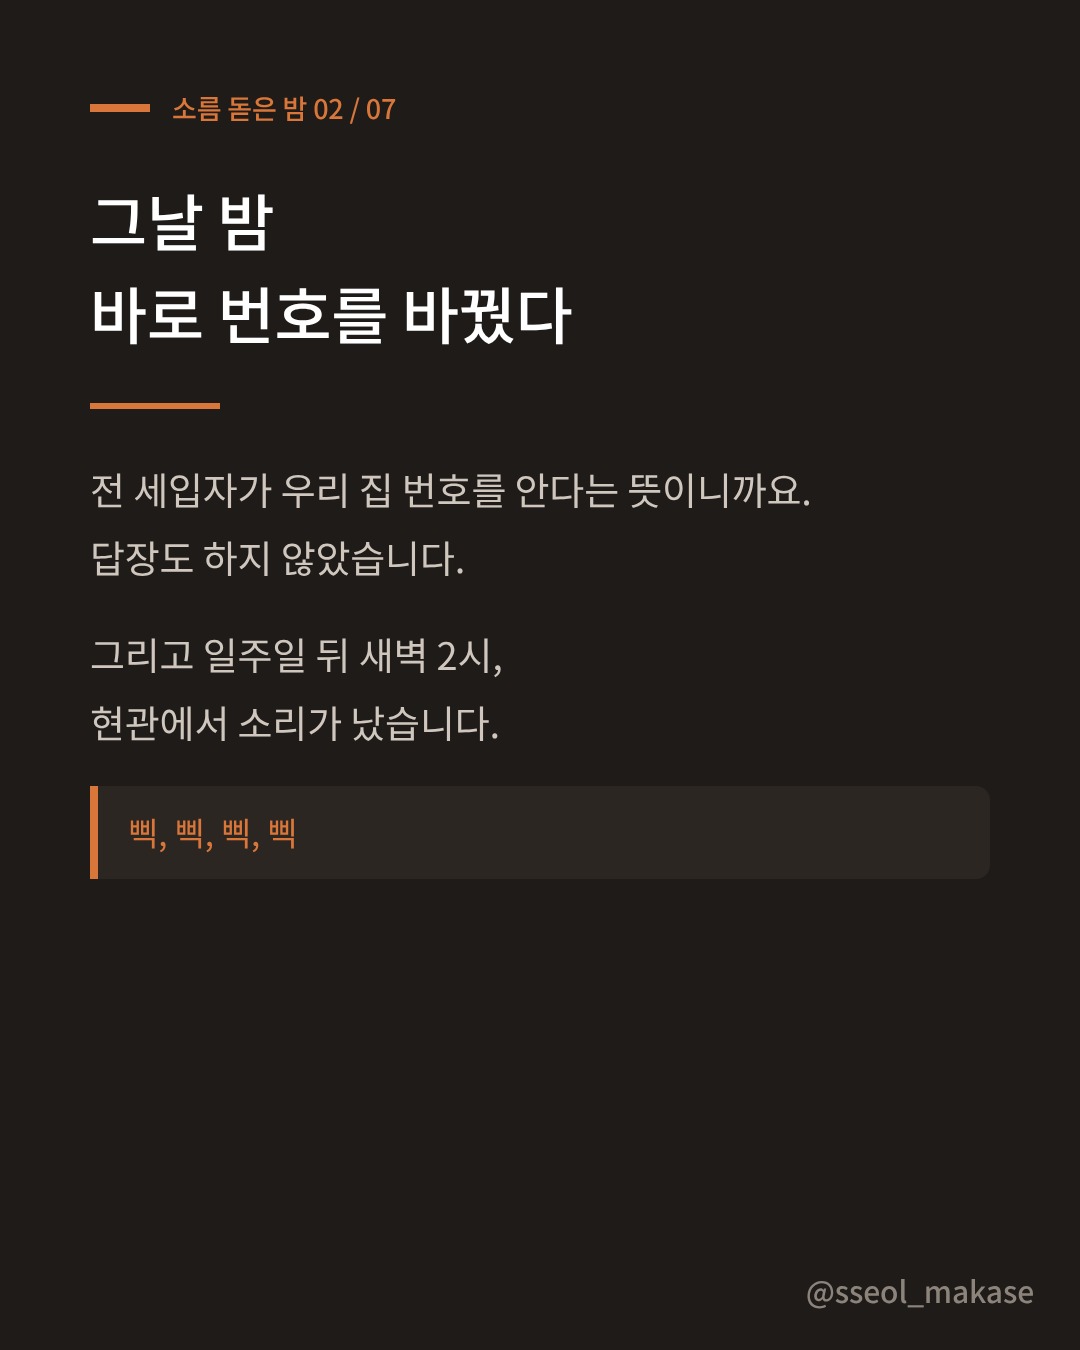 소름 돋은 밤 02 / 07
그날 밤
바로 번호를 바꿨다
전 세입자가 우리 집 번호를 안다는 뜻이니까요.
답장도 하지 않았습니다.
그리고 일주일 뒤 새벽 2시,
현관에서 소리가 났습니다.
삑, 삑, 삑, 삑
@sseol_makase